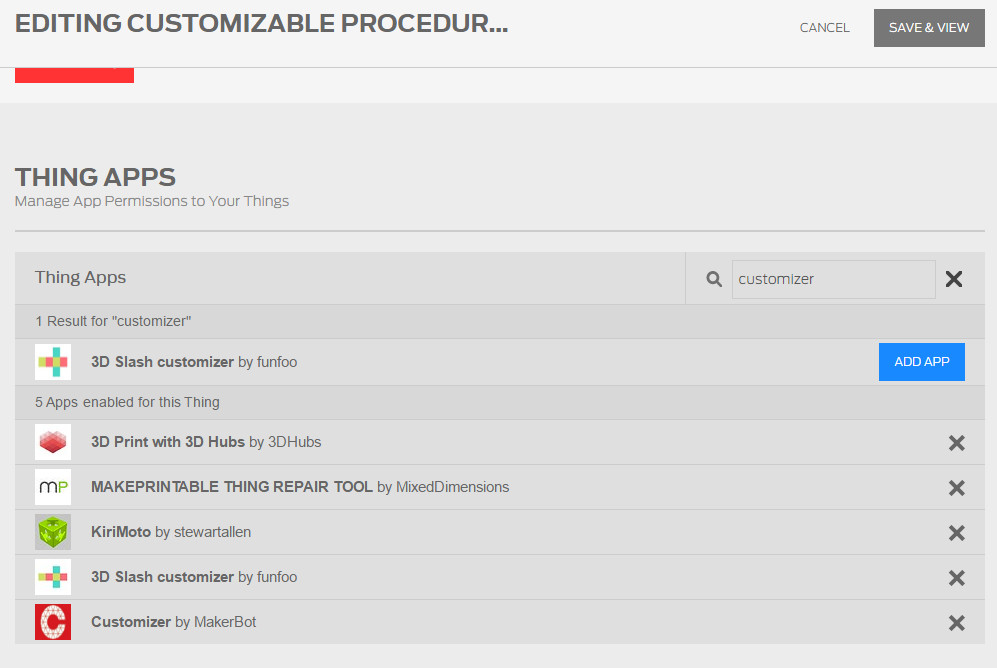 EDITING CUSTOMIZABLE PROCEDUR...
CANCEL
SAVE & VIEW
THING APPS
Manage App Permissions to Your Things
Thing Apps
customizer
1 Result for "customizer"
3D Slash customizer by funfoo
ADD APP
5 Apps enabled for this Thing
3D Print with 3D Hubs by 3DHubs
mP
MAKEPRINTABLE THING REPAIR TOOL by MixedDimensions
KiriMoto by stewartallen
3D Slash customizer by funfoo
C
Customizer by MakerBot